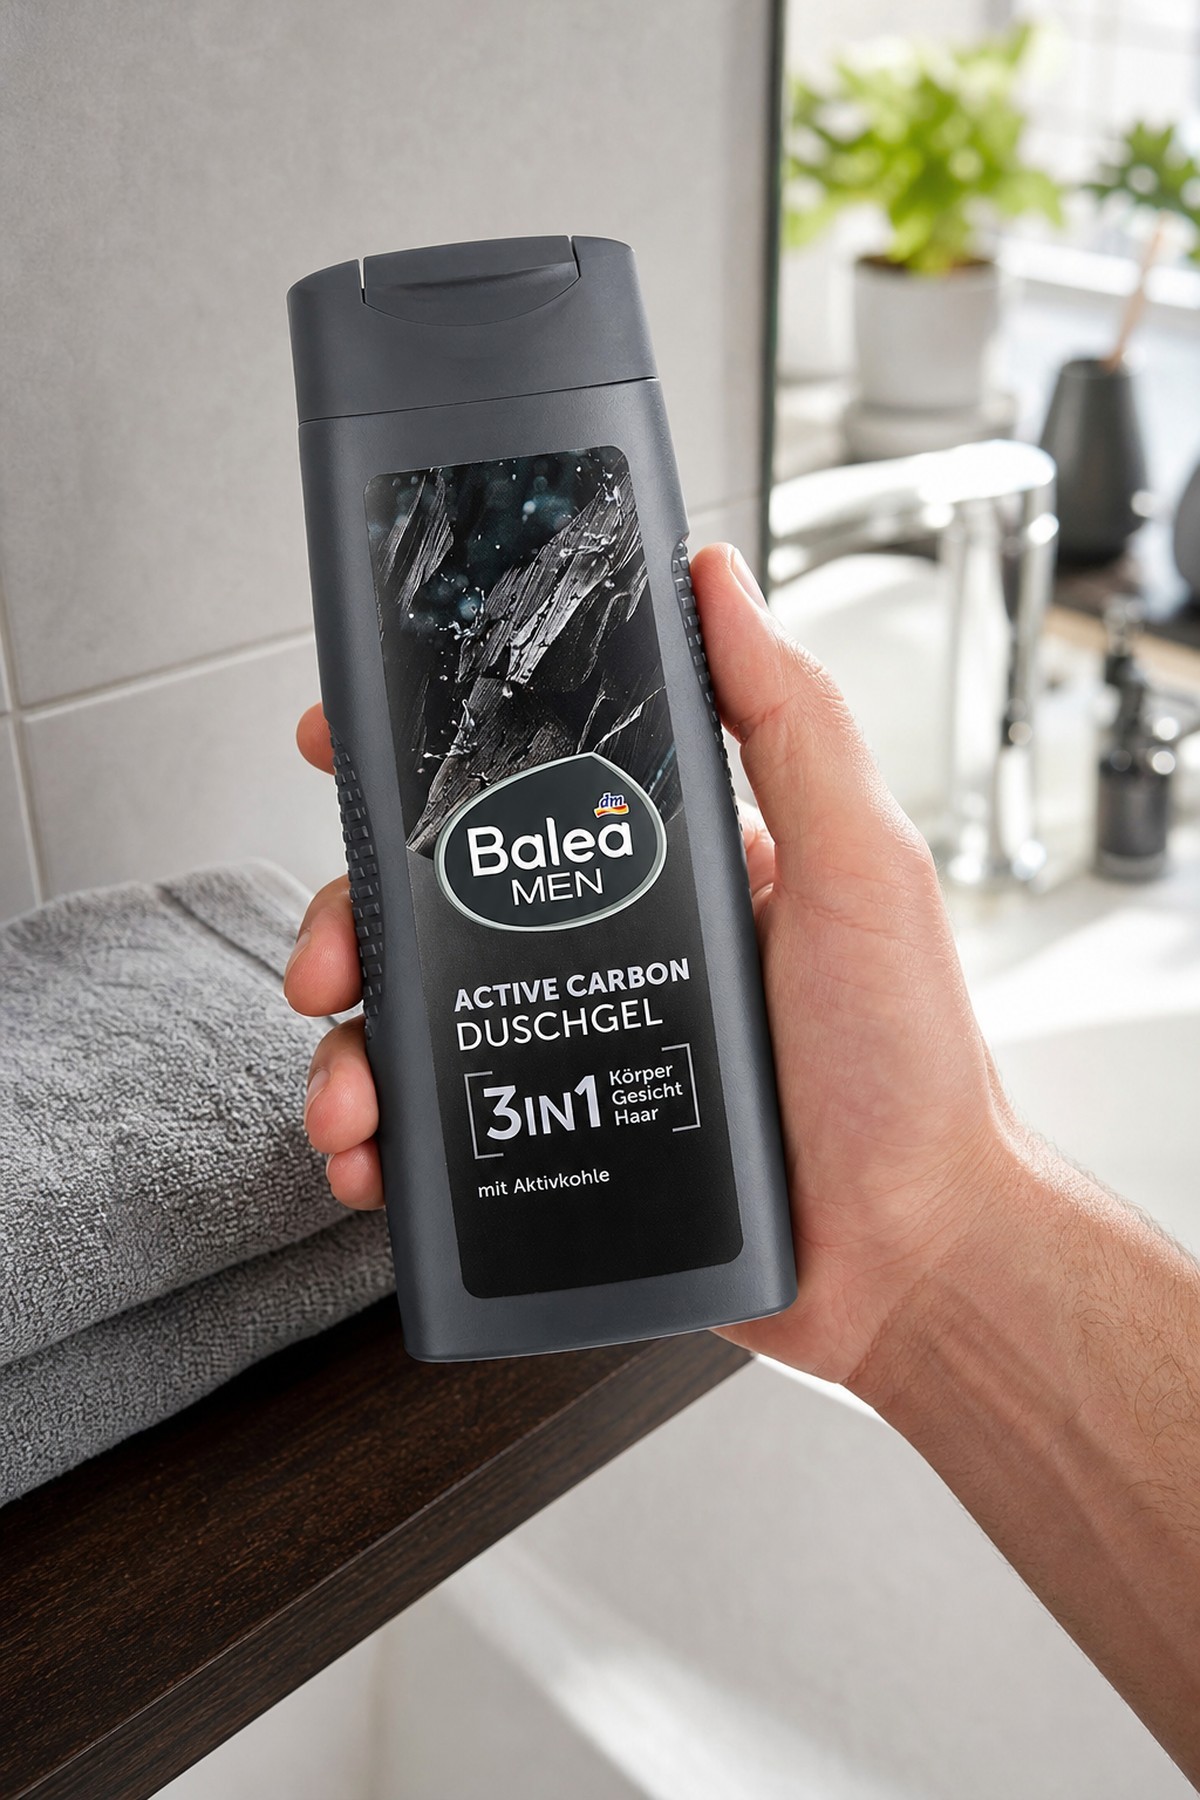 dm
Balea
MEN
ACTIVE CARBON
DUSCHGEL
3IN1
Körper
Gesicht
Haar
mit Aktivkohle